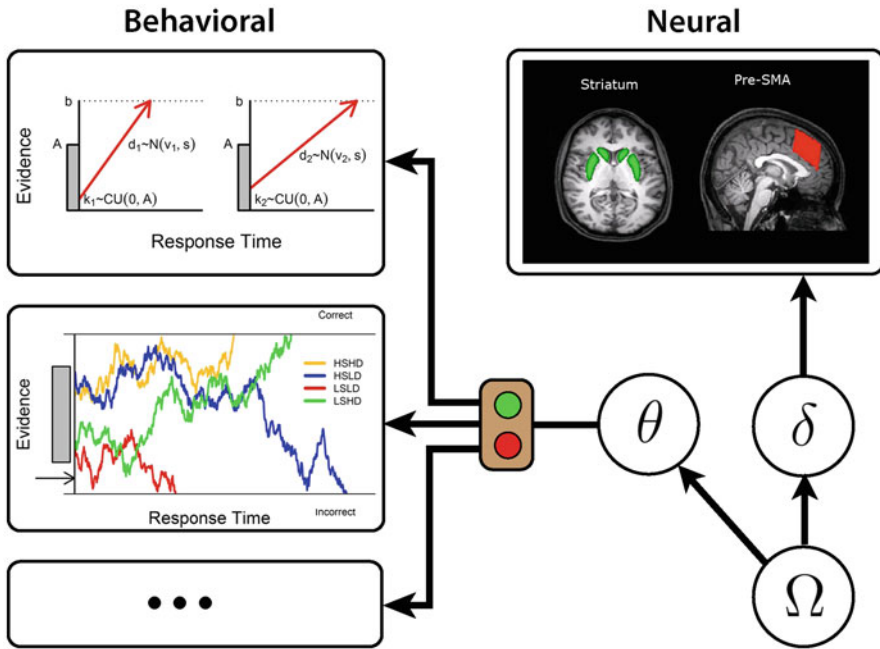 Behavioral
Neural
b
A
d₁~N(v₁, s)
k₁~CU(0, A)
b
A
d₂~N(v₂, s)
k₂~CU(0, A)
Evidence
Response Time
Striatum
Pre-SMA
Correct
HSHD
HSLD
LSLD
LSHD
Evidence
Response Time
Incorrect
θ
δ
Ω